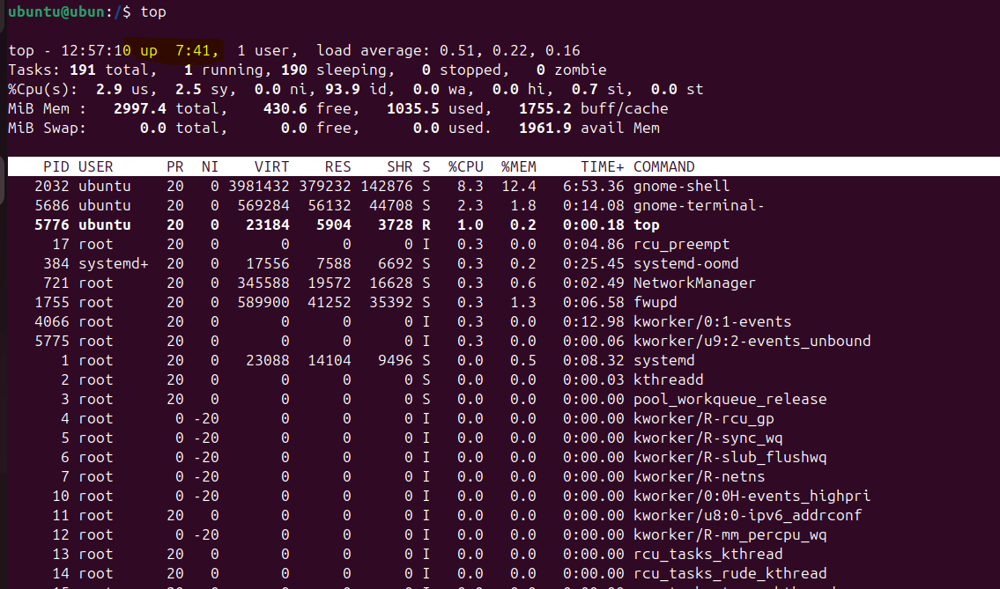 ubuntu@ubun:/$ top
top - 12:57:10 up  7:41,  1 user,  load average: 0.51, 0.22, 0.16
Tasks: 191 total,   1 running, 190 sleeping,   0 stopped,   0 zombie
%Cpu(s):  2.9 us,  2.5 sy,  0.0 ni, 93.9 id,  0.0 wa,  0.0 hi,  0.7 si,  0.0 st
MiB Mem :   2997.4 total,    430.6 free,   1035.5 used,   1755.2 buff/cache
MiB Swap:      0.0 total,      0.0 free,      0.0 used.   1961.9 avail Mem
PID USER      PR  NI    VIRT    RES    SHR S  %CPU  %MEM     TIME+ COMMAND
2032 ubuntu    20   0 3981432 379232 142876 S   8.3  12.4   6:53.36 gnome-shell
5686 ubuntu    20   0  569284  56132  44708 S   2.3   1.8   0:14.08 gnome-terminal-
5776 ubuntu    20   0   23184   5904   3728 R   1.0   0.2   0:00.18 top
17 root      20   0       0      0      0 I   0.3   0.0   0:04.86 rcu_preempt
384 systemd+  20   0   17556   7588   6692 S   0.3   0.2   0:25.45 systemd-oomd
721 root      20   0  345588  19572  16628 S   0.3   0.6   0:02.49 NetworkManager
1755 root      20   0  589900  41252  35392 S   0.3   1.3   0:06.58 fwupd
4066 root      20   0       0      0      0 I   0.3   0.0   0:12.98 kworker/0:1-events
5775 root      20   0       0      0      0 I   0.3   0.0   0:00.06 kworker/u9:2-events_unbound
1 root      20   0   23088  14104   9496 S   0.0   0.5   0:08.32 systemd
2 root      20   0       0      0      0 S   0.0   0.0   0:00.03 kthreadd
3 root      20   0       0      0      0 S   0.0   0.0   0:00.00 pool_workqueue_release
4 root       0 -20       0      0      0 I   0.0   0.0   0:00.00 kworker/R-rcu_gp
5 root       0 -20       0      0      0 I   0.0   0.0   0:00.00 kworker/R-sync_wq
6 root       0 -20       0      0      0 I   0.0   0.0   0:00.00 kworker/R-slub_flushwq
7 root       0 -20       0      0      0 I   0.0   0.0   0:00.00 kworker/R-netns
10 root       0 -20       0      0      0 I   0.0   0.0   0:00.00 kworker/0:0H-events_highpri
11 root      20   0       0      0      0 I   0.0   0.0   0:00.00 kworker/u8:0-ipv6_addrconf
12 root       0 -20       0      0      0 I   0.0   0.0   0:00.00 kworker/R-mm_percpu_wq
13 root      20   0       0      0      0 I   0.0   0.0   0:00.00 rcu_tasks_kthread
14 root      20   0       0      0      0 I   0.0   0.0   0:00.00 rcu_tasks_rude_kthread